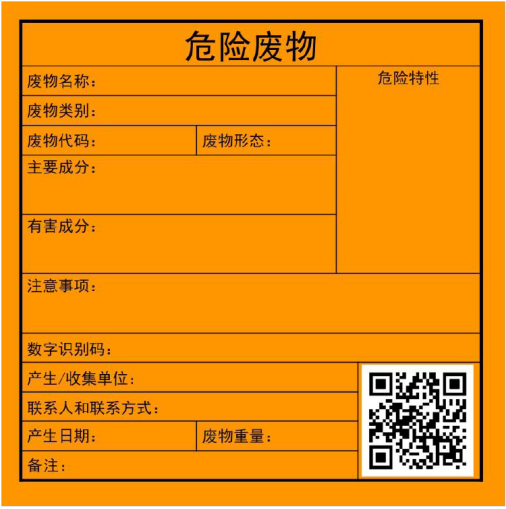 危险废物
废物名称：
危险特性
废物类别：
废物代码：
废物形态：
主要成分：
有害成分：
注意事项：
数字识别码：
产生/收集单位：
联系人和联系方式：
产生日期：
废物重量：
备注：